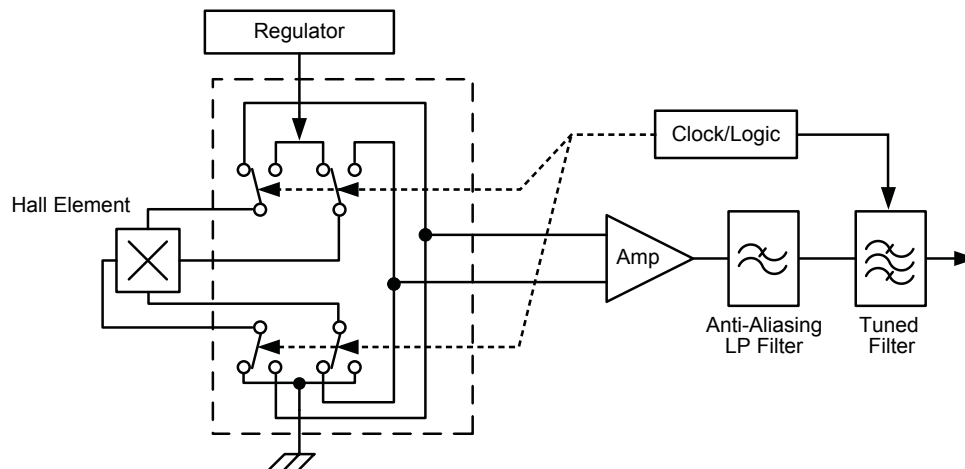 Regulator
Clock/Logic
Hall Element
Amp
Anti-Aliasing
LP Filter
Tuned
Filter